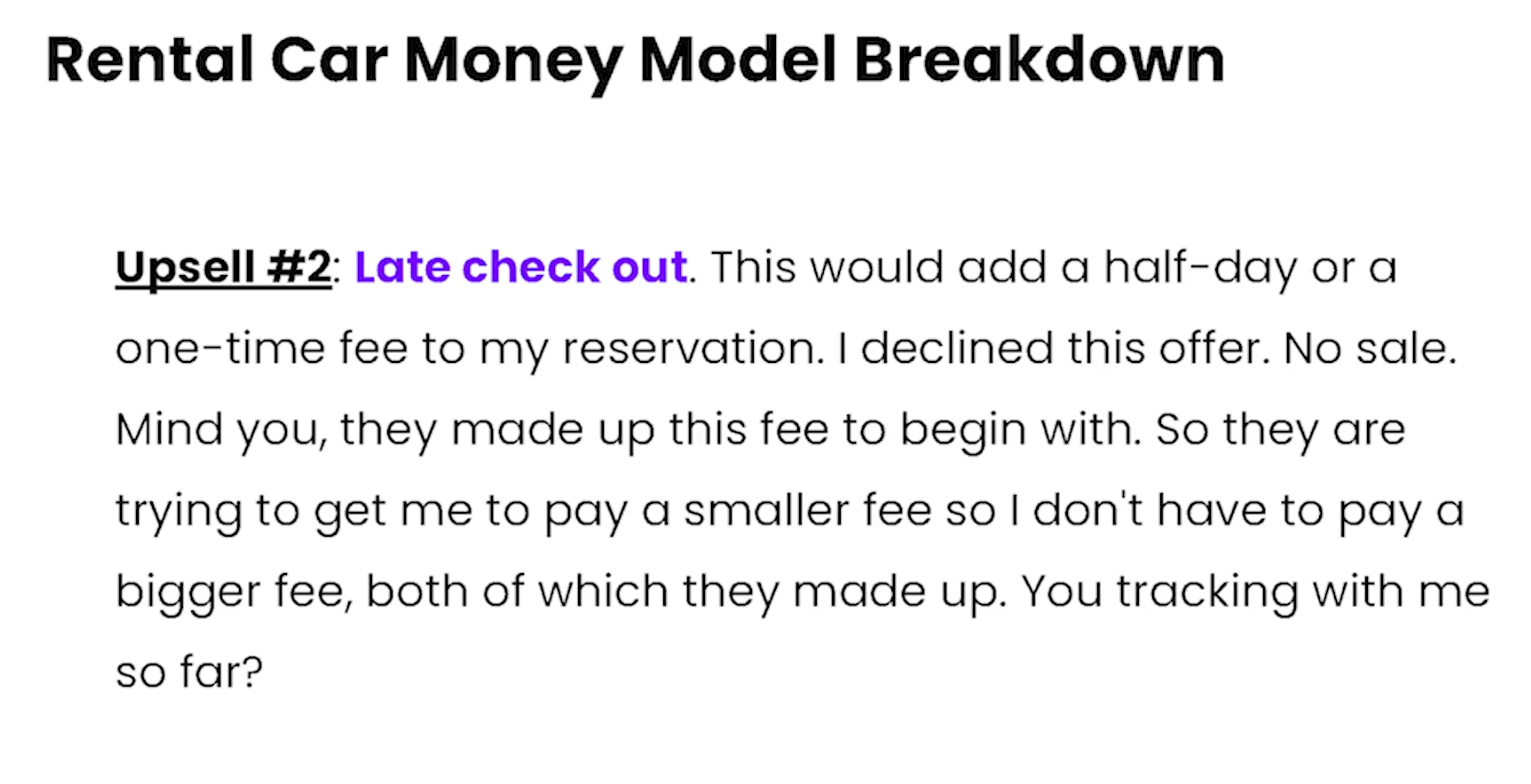 Rental Car Money Model Breakdown
Upsell #2: Late check out. This would add a half-day or a
one-time fee to my reservation. I declined this offer. No sale.
Mind you, they made up this fee to begin with. So they are
trying to get me to pay a smaller fee so I don't have to pay a
bigger fee, both of which they made up. You tracking with me
so far?